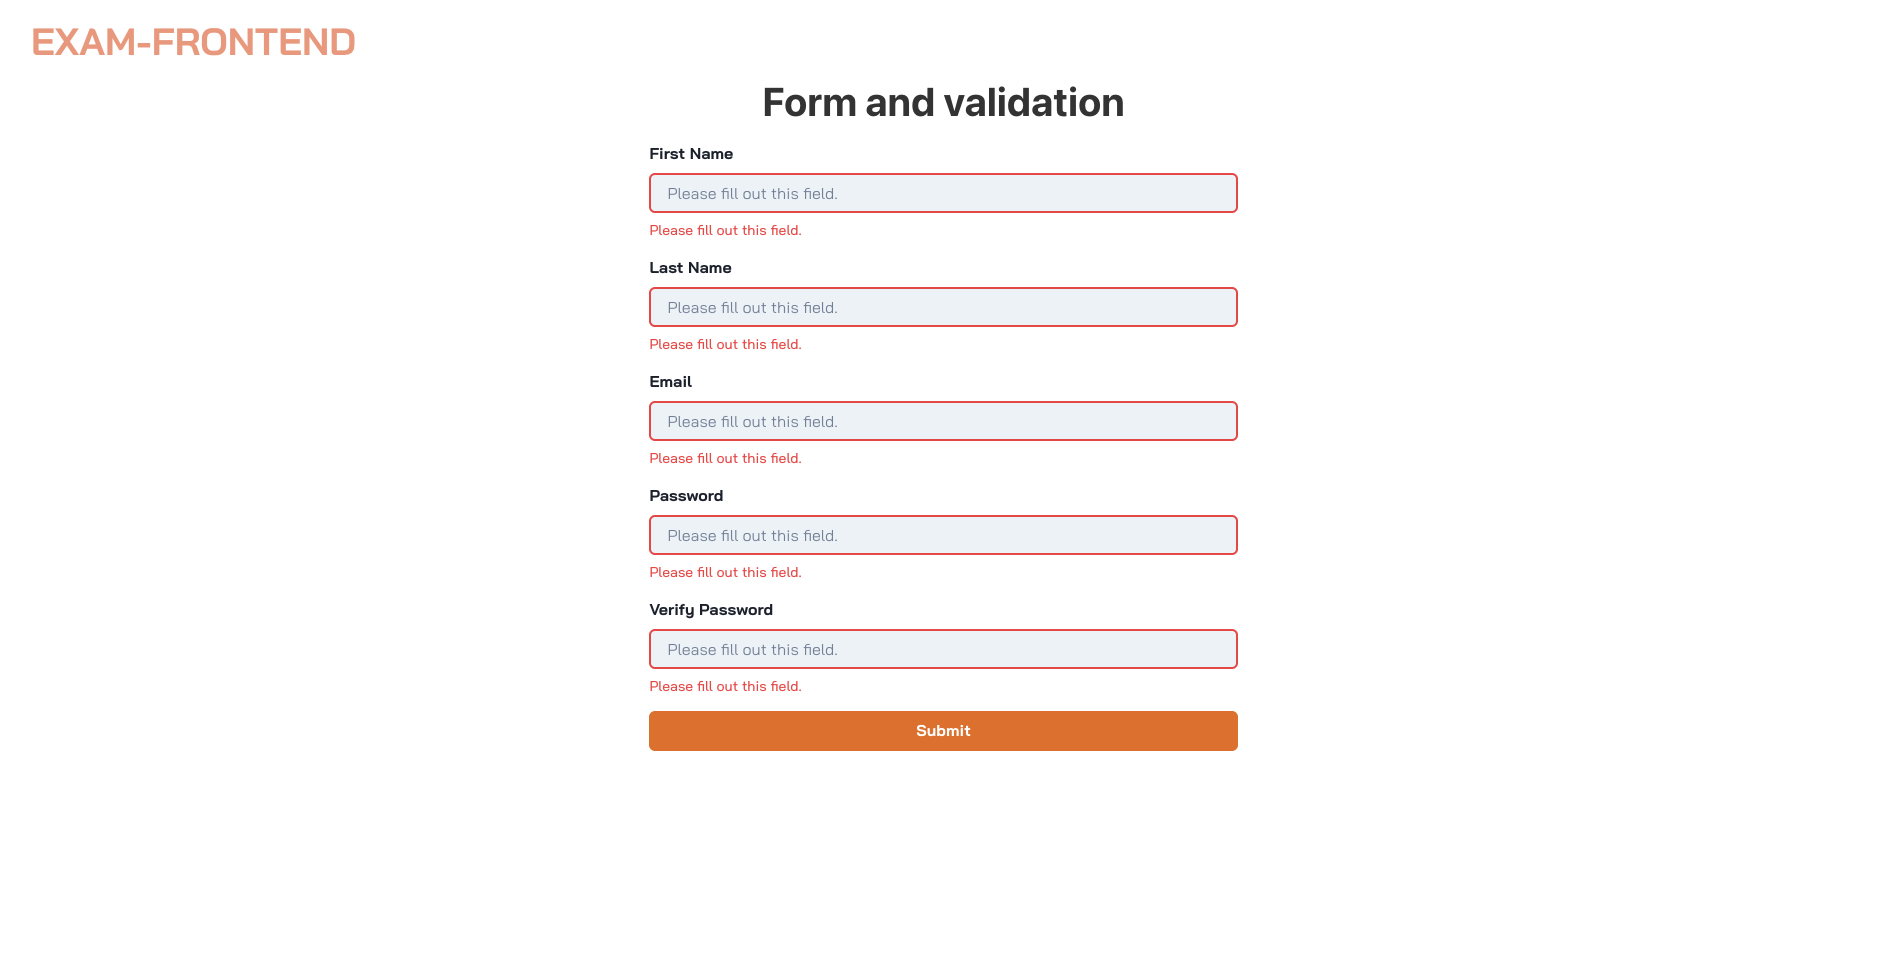 EXAM-FRONTEND
Form and validation
First Name
Please fill out this field.
Please fill out this field.
Last Name
Please fill out this field.
Please fill out this field.
Email
Please fill out this field.
Please fill out this field.
Password
Please fill out this field.
Please fill out this field.
Verify Password
Please fill out this field.
Please fill out this field.
Submit